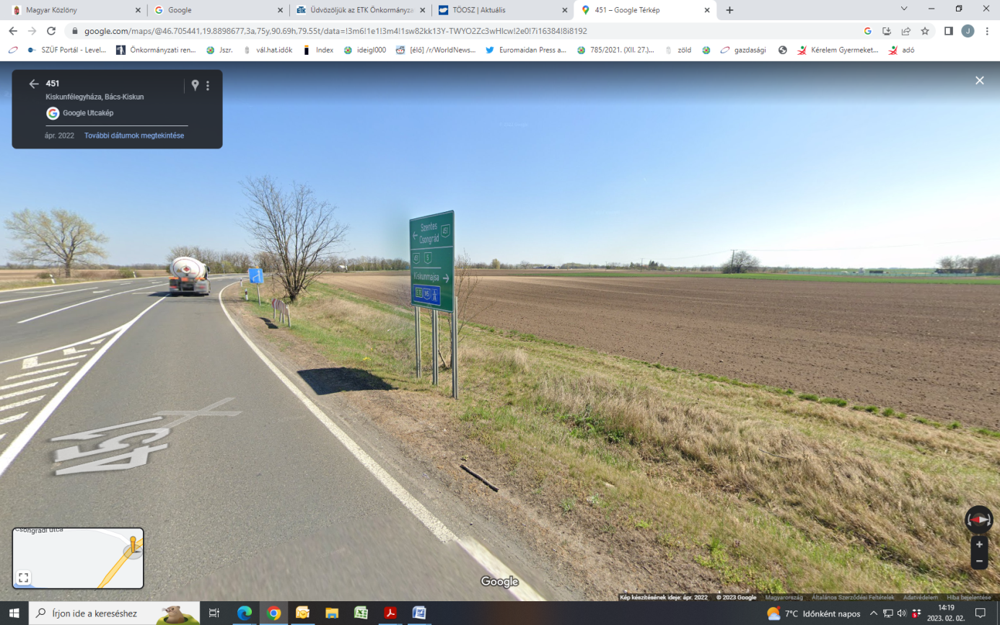 Magyar Közlöny
Google
Üdvözöljük az ETK Önkormányza
TÖOSZ | Aktuális
451 – Google Térkép
google.com/maps/@46.705441,19.8898677,3a,75y,90.69h,79.55t/data=!3m6!1e1!3m4!1sw82kk13Y-TWYO2Zc3wHIcw!2e0!7i16384!8i8192
SZÜF Portál - Level...
Önkormányzati ren...
Jszr.
vál.hat.idők
Index
ideigl000
[élő] /r/WorldNews...
Euromaidan Press a...
785/2021. (XII. 27.)...
zöld
gazdasági
Kérelem Gyermeket...
adó
451
Kiskunfélegyháza, Bács-Kiskun
Google Utcakép
ápr. 2022 További dátumok megtekintése
Szentes
Csongrád 451
451 5
Kiskunmajsa
E75 M5
451
Csongrádi utca
Google
Kép készítésének ideje: ápr. 2022 © 2023 Google Magyarország Általános Szerződési Feltételek Adatvédelem Hiba bejelentése
Írjon ide a kereséshez
7°C Időnként napos
14:19
2023. 02. 02.